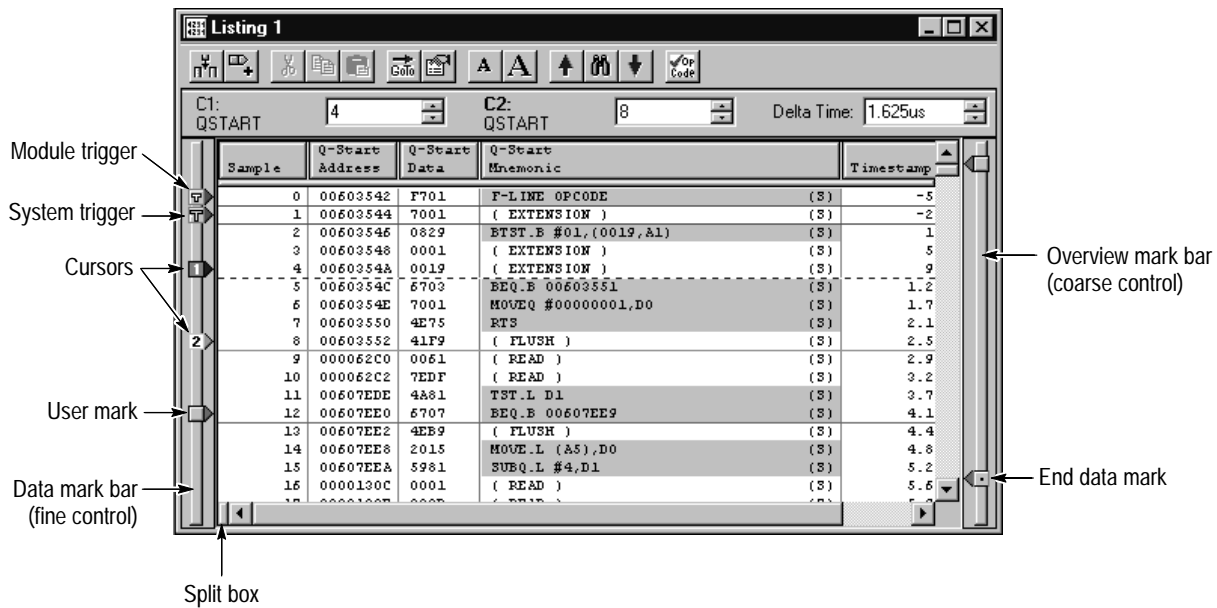 Listing 1
GoTo A A Op Code
C1: QSTART 4 C2: QSTART 8 Delta Time: 1.625us
Module trigger
System trigger
Cursors
User mark
Data mark bar
(fine control)
Split box
Sample Q-Start Address Q-Start Data Q-Start Mnemonic Timestamp
0 00603542 F701 F-LINE OPCODE (S) -5
1 00603544 7001 ( EXTENSION ) (S) -2
2 00603546 0829 BTST.B #01,(0019,A1) (S) 1
3 00603548 0001 ( EXTENSION ) (S) 5
4 0060354A 0019 ( EXTENSION ) (S) 9
5 0060354C 6703 BEQ.B 00603551 (S) 1.2
6 0060354E 7001 MOVEQ #00000001,D0 (S) 1.7
7 00603550 4E75 RTS (S) 2.1
8 00603552 41F9 ( FLUSH ) (S) 2.5
9 000062C0 0061 ( READ ) (S) 2.9
10 000062C2 7EDF ( READ ) (S) 3.2
11 00607EDE 4A81 TST.L D1 (S) 3.7
12 00607EE0 6707 BEQ.B 00607EE9 (S) 4.1
13 00607EE2 4EB9 ( FLUSH ) (S) 4.4
14 00607EE8 2015 MOVE.L (A5),D0 (S) 4.8
15 00607EEA 5981 SUBQ.L #4,D1 (S) 5.2
16 0000130C 0001 ( READ ) (S) 5.6
T
T
1
2
Overview mark bar
(coarse control)
End data mark